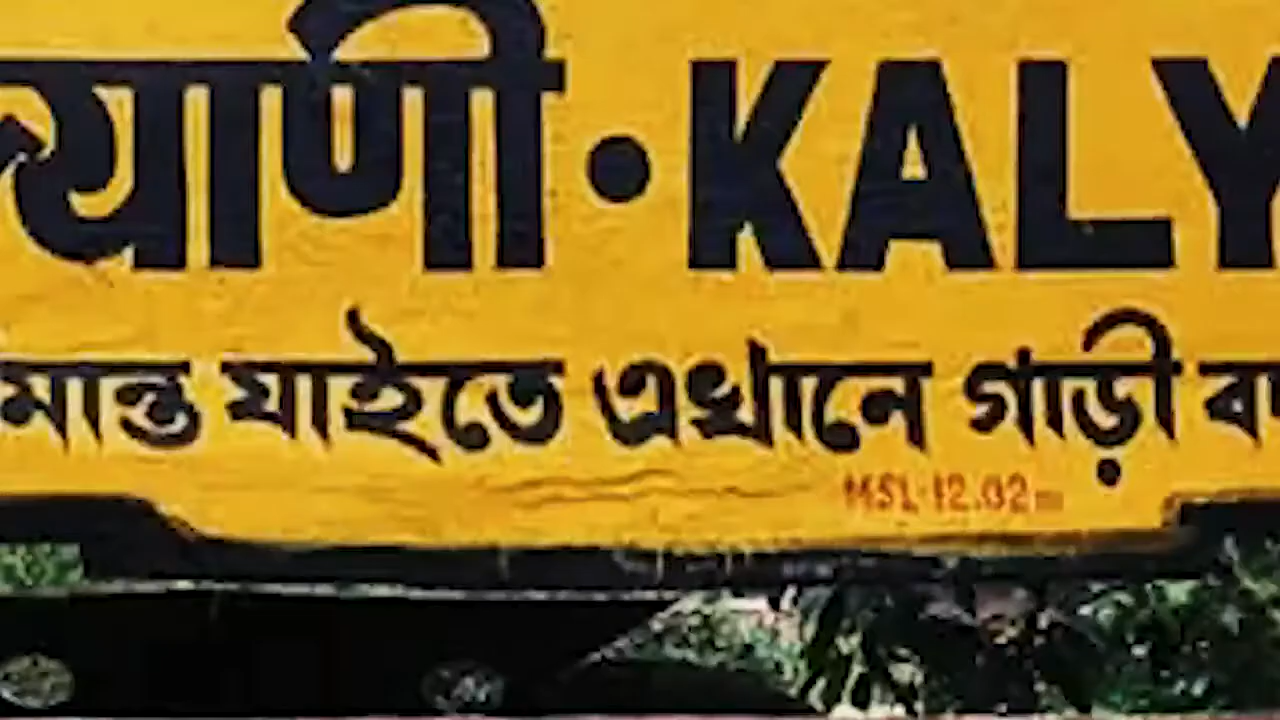 याणी • KALY
মান্ত যাইতে এখানে গাড়ী ব
MSL-12.02m